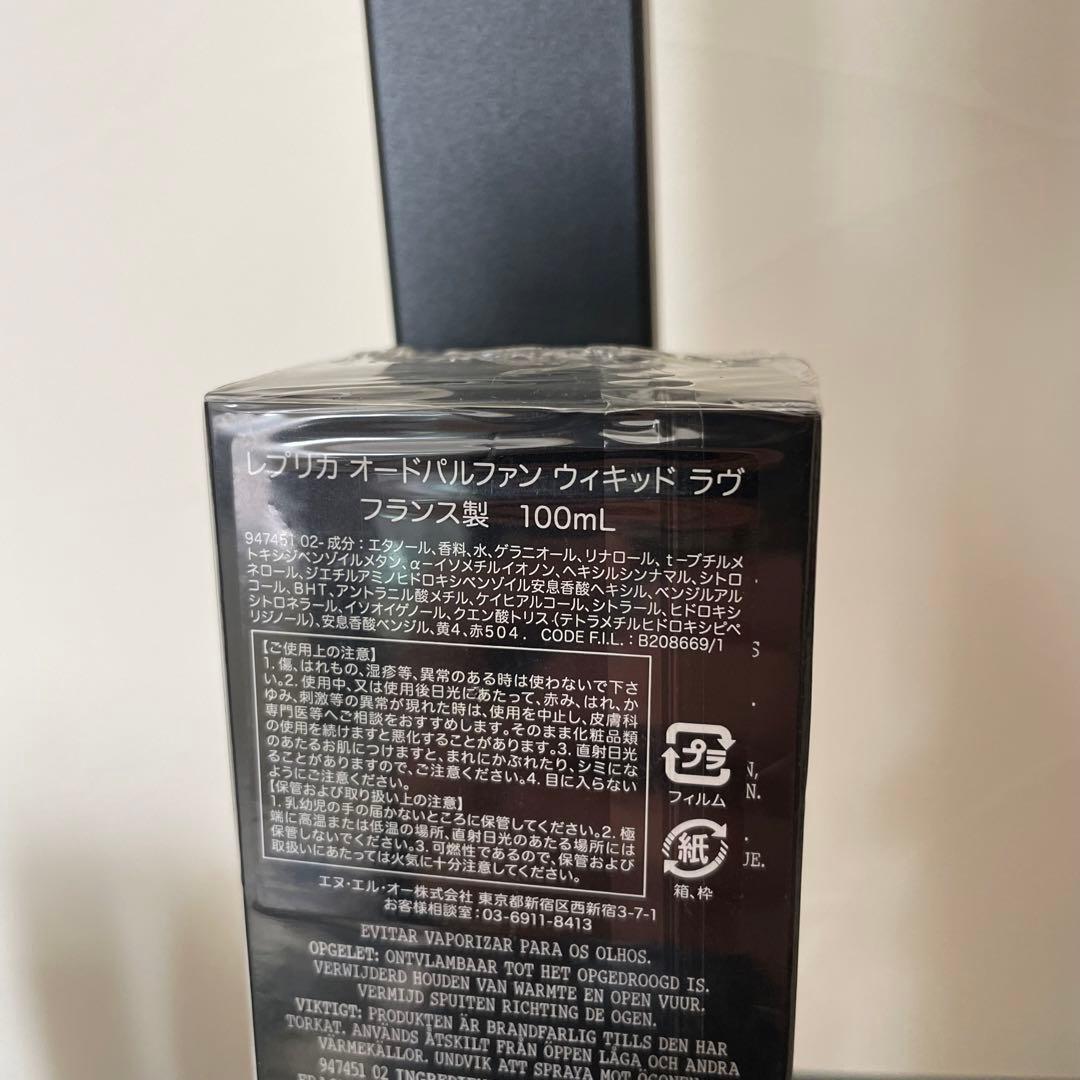 レプリカ オードパルファン ウィキッド ラヴ
フランス製　100mL
947451 02- 成分：エタノール、香料、水、ゲラニオール、リナロール、t－ブチルメ
トキシジベンゾイルメタン、α－イソメチルイオノン、ヘキシルシンナマル、シトロ
ネロール、ジエチルアミノヒドロキシベンゾイル安息香酸ヘキシル、ベンジルアル
コール、BHT、アントラニル酸メチル、ケイヒアルコール、シトラール、ヒドロキシ
シトロネラール、イソオイゲノール、クエン酸トリス（テトラメチルヒドロキシピペ
リジノール）、安息香酸ベンジル、黄4、赤504． CODE F.I.L.：B208669/1
【ご使用上の注意】
1. 傷、はれもの、湿疹等、異常のある時は使わないで下さ
い。2. 使用中、又は使用後日光にあたって、赤み、はれ、か
ゆみ、刺激等の異常が現れた時は、使用を中止し、皮膚科
専門医等へご相談をおすすめします。そのまま化粧品類
の使用を続けますと悪化することがあります。3. 直射日光
のあたるお肌につけますと、まれにかぶれたり、シミにな
ることがありますので、ご注意ください。4. 目に入らない
ようにご注意ください。
【保管および取り扱い上の注意】
1. 乳幼児の手の届かないところに保管してください。2. 極
端に高温または低温の場所、直射日光のあたる場所には
保管しないでください。3. 可燃性であるので、保管および
取扱いにあたっては火気に十分注意してください。
プラ
フィルム
紙
箱、枠
エヌ・エル・オー株式会社 東京都新宿区西新宿3-7-1
お客様相談室：03-6911-8413
EVITAR VAPORIZAR PARA OS OLHOS.
OPGELET: ONTVLAMBAAR TOT HET OPGEDROOGD IS.
VERWIJDERD HOUDEN VAN WARMTE EN OPEN VUUR.
VERMIJD SPUITEN RICHTING DE OGEN.
VIKTIGT: PRODUKTEN ÄR BRANDFARLIG TILLS DEN HAR
TORKAT. ANVÄNDS ÅTSKILT FRÅN ÖPPEN LÅGA OCH ANDRA
VÄRMEKÄLLOR. UNDVIK ATT SPRAYA MOT ÖGONEN.
947451 02